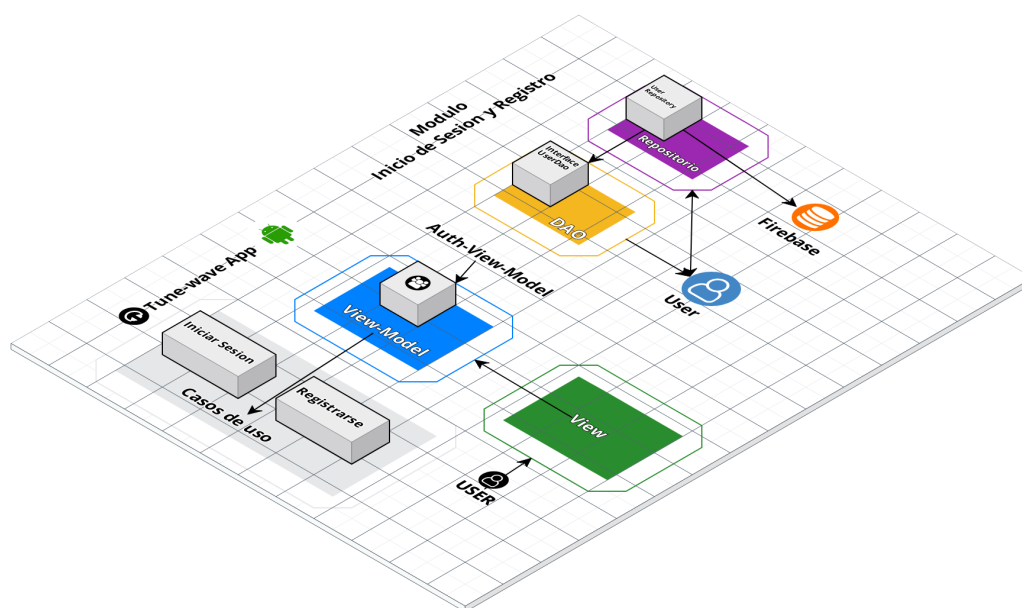 Modulo
Inicio de Sesion y Registro
User
Repository
Repositorio
Interface
UserDao
DAO
Firebase
User
Auth-View-Model
View-Model
Tune-wave App
Iniciar Sesion
Registrarse
Casos de uso
View
USER